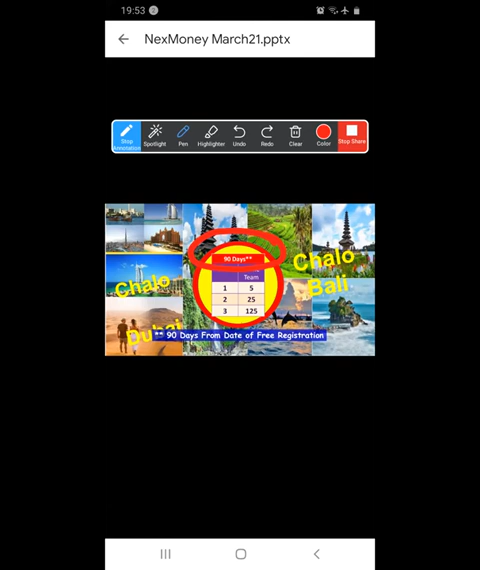 19:53
NexMoney March21.pptx
Stop Annotation
Spotlight
Pen
Highlighter
Undo
Redo
Clear
Color
Stop Share
90 Days**
Team
1 5
2 25
3 125
Chalo
Dubai
Chalo
Bali
** 90 Days From Date of Free Registration